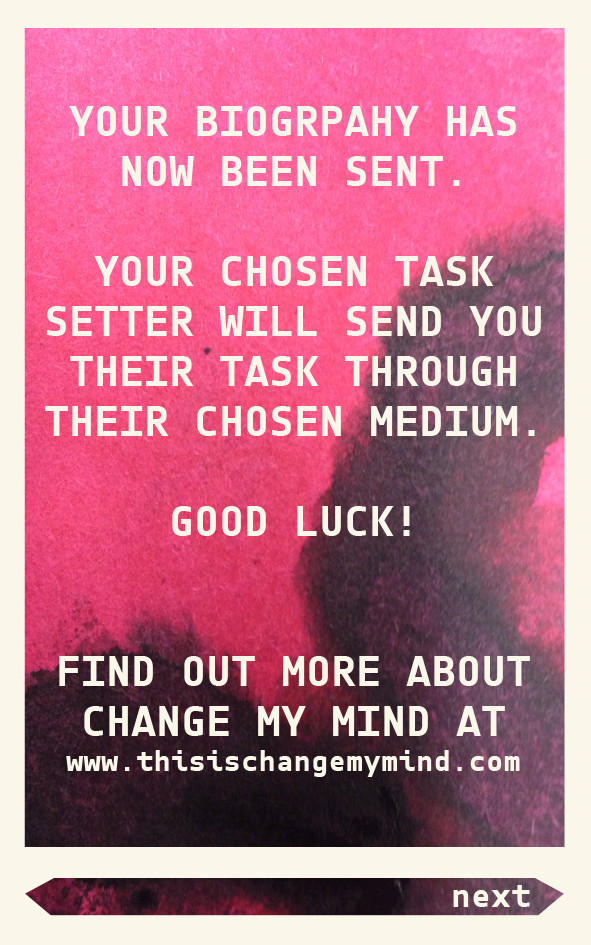 YOUR BIOGRPAHY HAS
NOW BEEN SENT.
YOUR CHOSEN TASK
SETTER WILL SEND YOU
THEIR TASK THROUGH
THEIR CHOSEN MEDIUM.
GOOD LUCK!
FIND OUT MORE ABOUT
CHANGE MY MIND AT
www.thisischangemymind.com
next